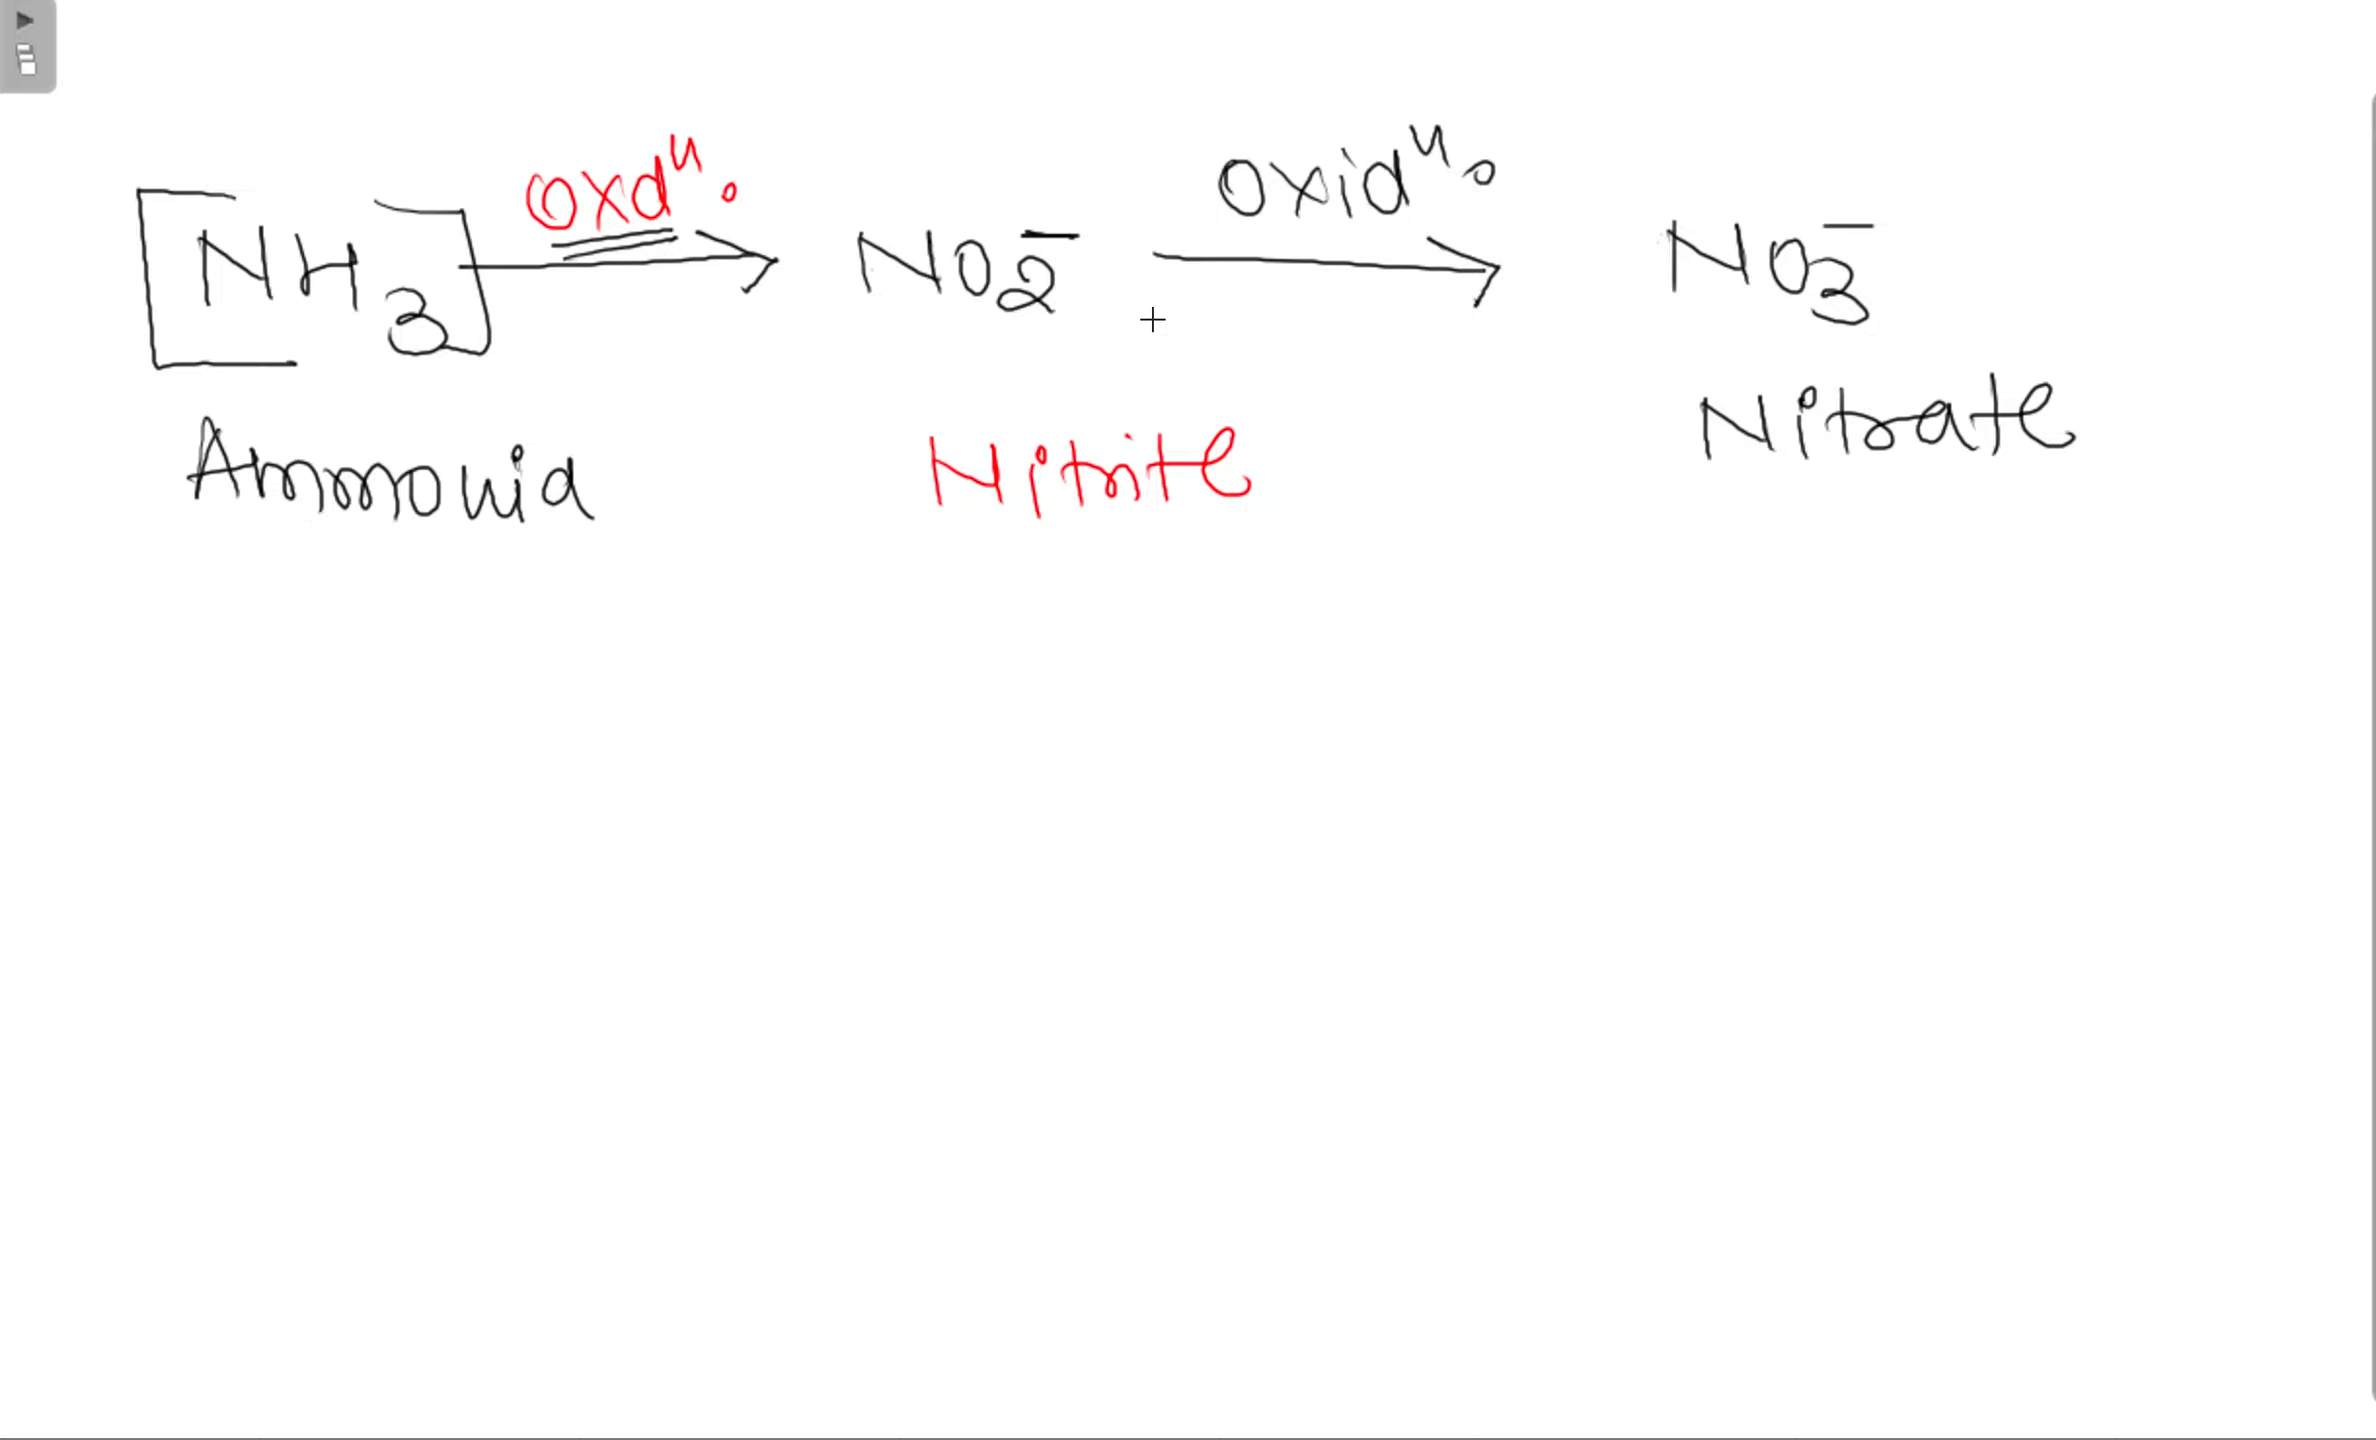 NH₃ Oxdⁿ. NO₂⁻ Oxidⁿ. NO₃⁻
Ammonia Nitrite Nitrate